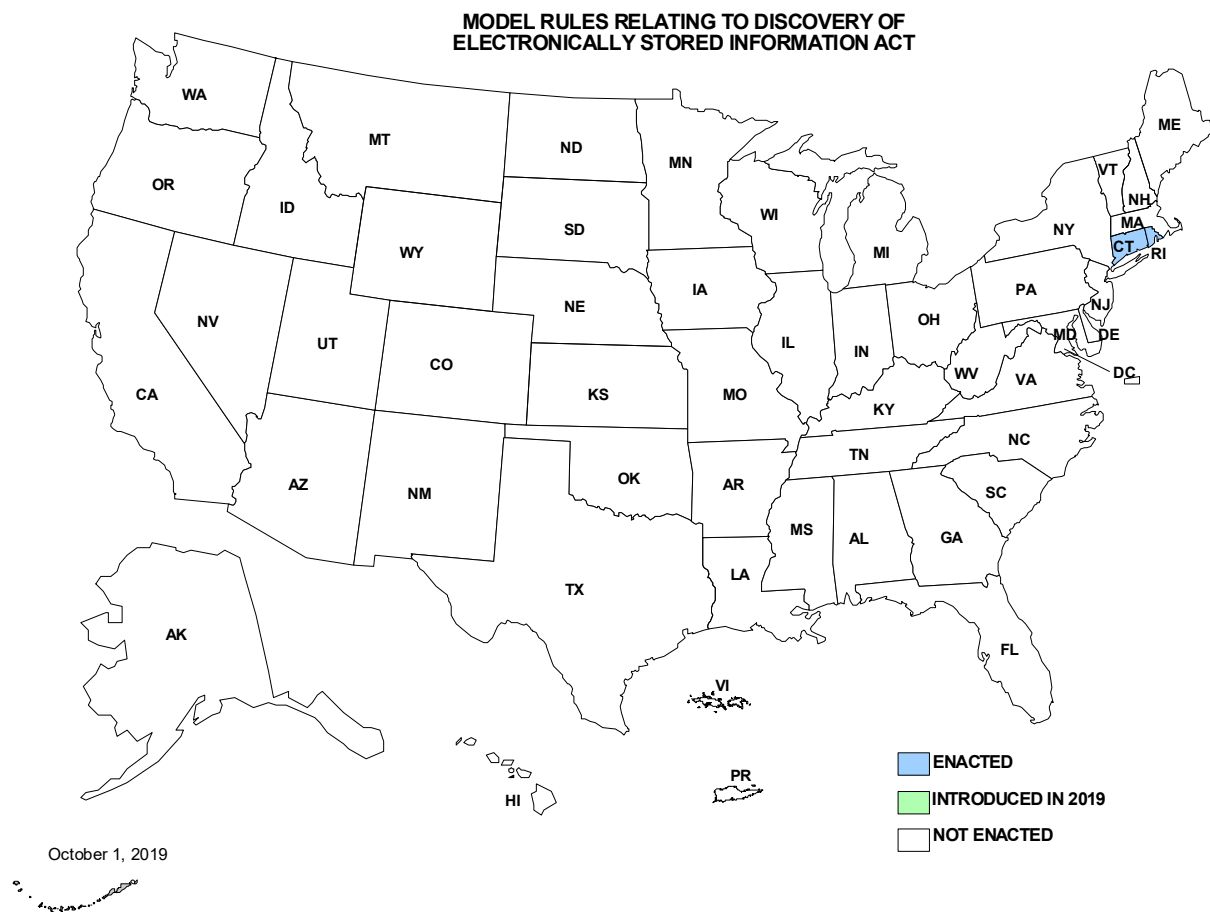 MODEL RULES RELATING TO DISCOVERY OF
ELECTRONICALLY STORED INFORMATION ACT
WA
MT
ND
MN
ME
VT
NH
OR
ID
SD
WI
MI
NY
MA
CT
RI
WY
IA
NE
PA
NJ
NV
UT
CO
IL
IN
OH
MD
DE
WV
DC
VA
CA
KS
MO
KY
NC
TN
AZ
NM
OK
AR
SC
MS
AL
GA
TX
LA
AK
FL
VI
PR
HI
ENACTED
INTRODUCED IN 2019
NOT ENACTED
October 1, 2019